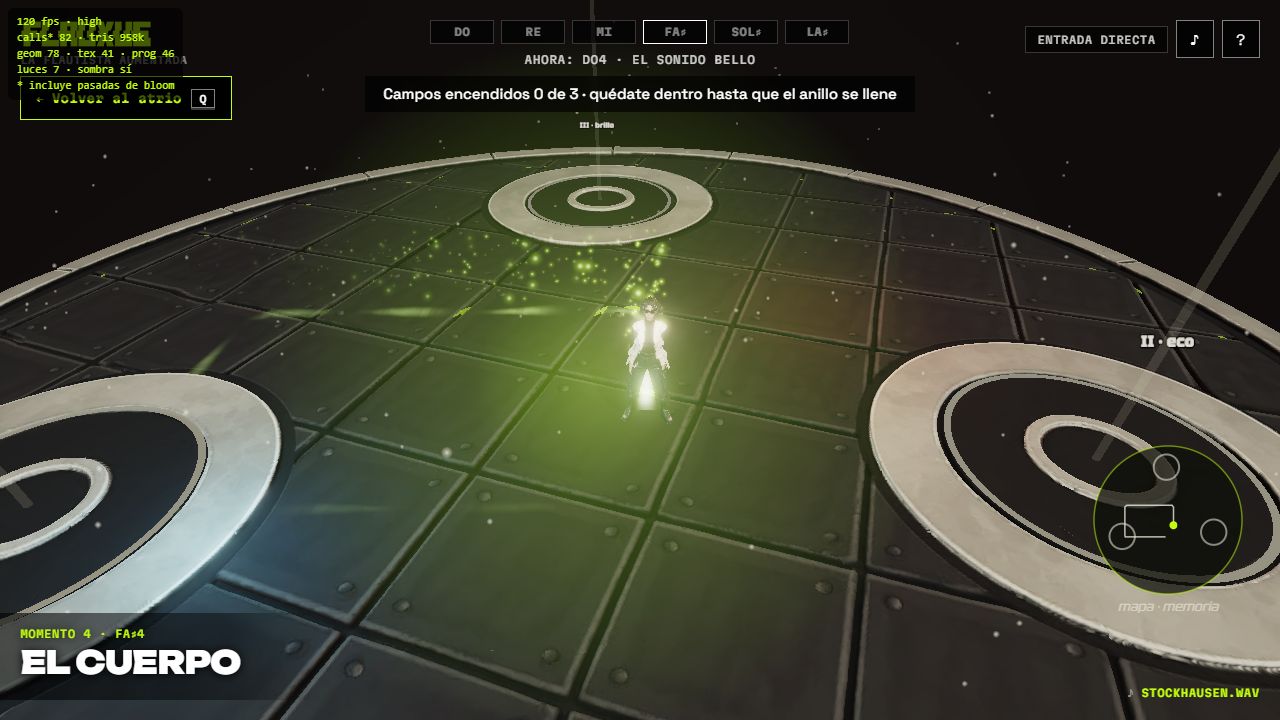 120 fps · high
calls* 82 · tris 958k
geom 78 · tex 41 · prog 46
luces 7 · sombra sí
* incluye pasadas de bloom
← Volver al atrio Q
DO RE MI FA♯ SOL♯ LA♯
AHORA: DO4 · EL SONIDO BELLO
Campos encendidos 0 de 3 · quédate dentro hasta que el anillo se llene
ENTRADA DIRECTA ♪ ?
III · brillo
II · eco
mapa · memoria
MOMENTO 4 · FA♯4
EL CUERPO
♪ STOCKHAUSEN.WAV